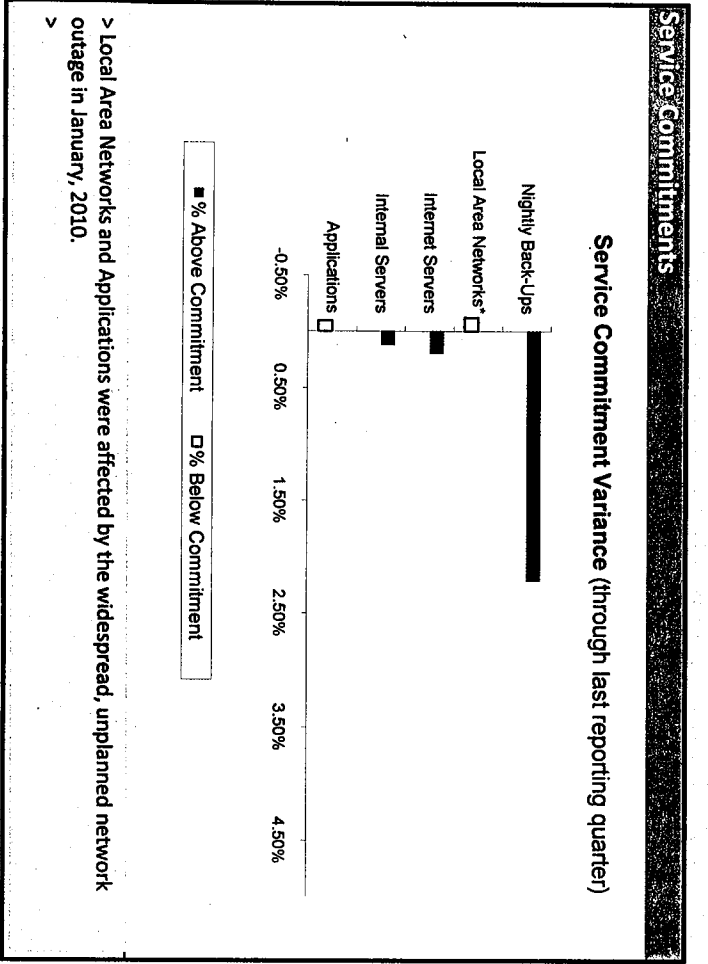 Service Commitments
Service Commitment Variance (through last reporting quarter)
Nightly Back-Ups
Local Area Networks*
Internet Servers
Internal Servers
Applications
-0.50%
0.50%
1.50%
2.50%
3.50%
4.50%
■ % Above Commitment □% Below Commitment
> Local Area Networks and Applications were affected by the widespread, unplanned network
outage in January, 2010.
>